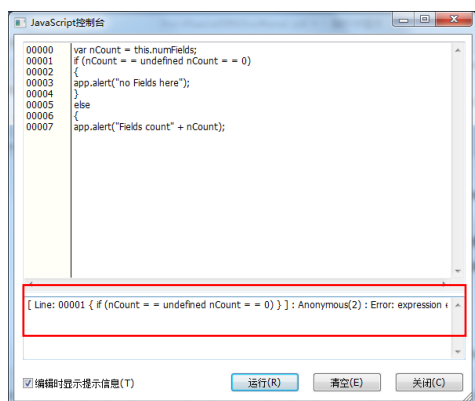 JavaScript控制台
00000 var nCount = this.numFields;
00001 if (nCount = = undefined nCount = = 0)
00002 {
00003 app.alert("no Fields here");
00004 }
00005 else
00006 {
00007 app.alert("Fields count" + nCount);
[ Line: 00001 { if (nCount = = undefined nCount = = 0) } ] : Anonymous(2) : Error: expression
编辑时显示提示信息(T)
运行(R) 清空(E) 关闭(C)